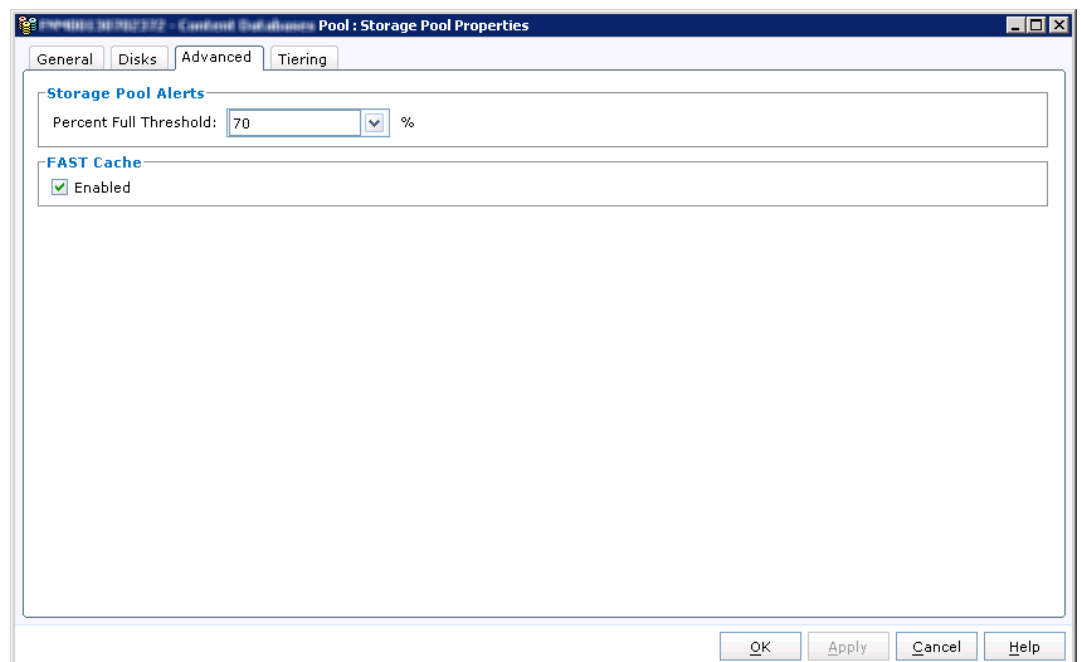 Pool : Storage Pool Properties
General Disks Advanced Tiering
Storage Pool Alerts
Percent Full Threshold: 70 %
FAST Cache
Enabled
OK Apply Cancel Help